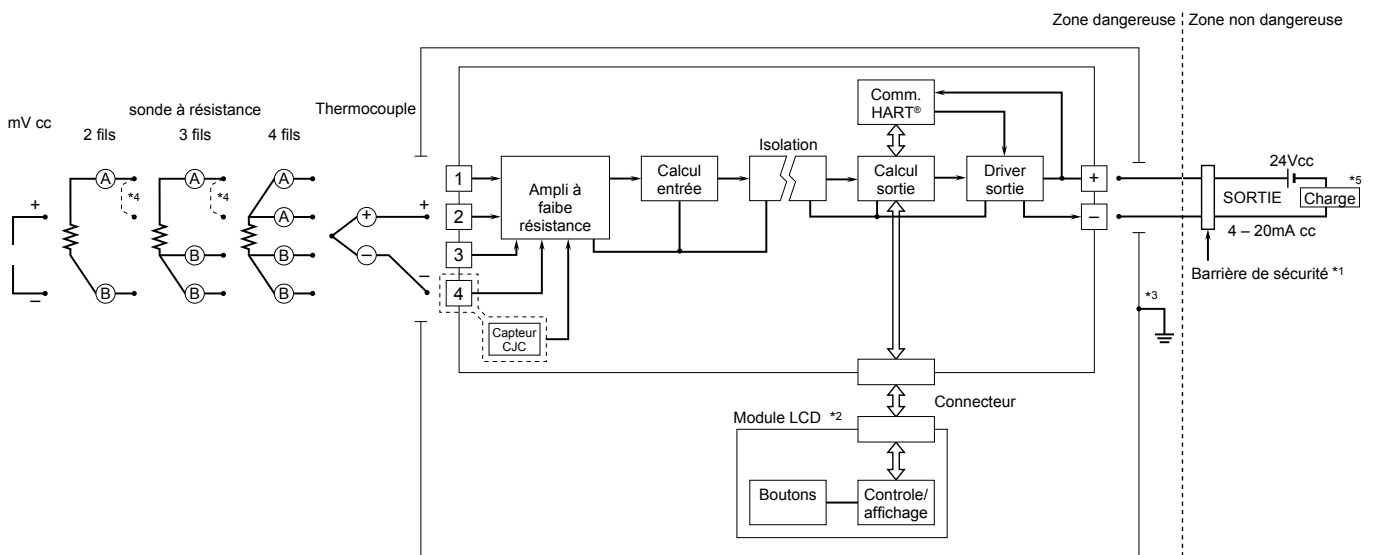 Zone dangereuse
Zone non dangereuse
mV cc
sonde à résistance
2 fils
3 fils
4 fils
Thermocouple
A
*4
A
*4
A
A
B
B
B
B
B
+
–
+
–
+
–
1
2
3
4
Ampli à
faibe
résistance
Capteur
CJC
Calcul
entrée
Isolation
Comm.
HART®
Calcul
sortie
Driver
sortie
+
–
24Vcc
SORTIE
Charge
*5
4 – 20mA cc
Barrière de sécurité *1
*3
Connecteur
Module LCD *2
Boutons
Controle/
affichage